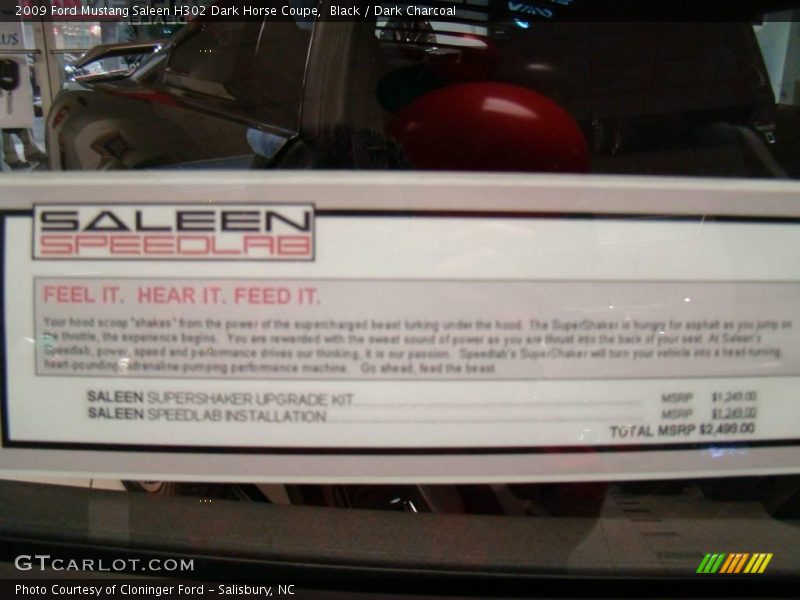 2009 Ford Mustang Saleen H302 Dark Horse Coupe, Black / Dark Charcoal
SALEEN
SPEEDLAB
FEEL IT. HEAR IT. FEED IT.
Your hood scoop "shakes" from the power of the supercharged beast lurking under the hood. The SuperShaker is hungry for asphalt as you jump on
the throttle, the experience begins. You are rewarded with the sweet sound of power as you are thrust into the back of your seat. At Saleen's
Speedlab, power, speed and performance drives our thinking, it is our passion. Speedlab's SuperShaker will turn your vehicle into a head-turning,
heart-pounding, adrenaline-pumping performance machine. Go ahead, feed the beast.
SALEEN SUPERSHAKER UPGRADE KIT MSRP $1,249.00
SALEEN SPEEDLAB INSTALLATION MSRP $1,249.00
TOTAL MSRP $2,498.00
GTCARLOT.COM
Photo Courtesy of Cloninger Ford – Salisbury, NC